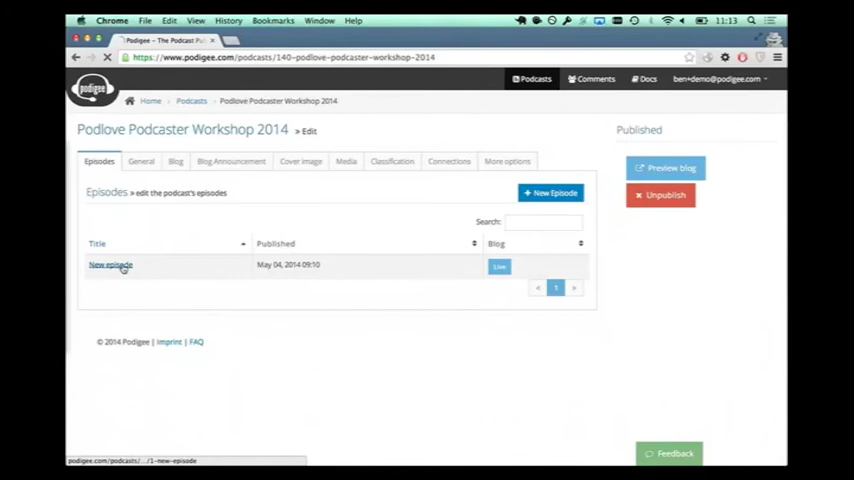 Chrome File Edit View History Bookmarks Window Help 11:13
Podigee – The Podcast Pu
https://www.podigee.com/podcasts/140-podlove-podcaster-workshop-2014
podigee Podcasts Comments Docs ben+demo@podigee.com
Home › Podcasts › Podlove Podcaster Workshop 2014
Podlove Podcaster Workshop 2014 » Edit
Published
Episodes General Blog Blog Announcement Cover image Media Classification Connections More options
Preview blog
Episodes » edit the podcast's episodes
+ New Episode
Unpublish
Search:
Title Published Blog
New episode May 04, 2014 09:10 Live
< 1 >
© 2014 Podigee | Imprint | FAQ
Feedback
podigee.com/podcasts/.../1-new-episode